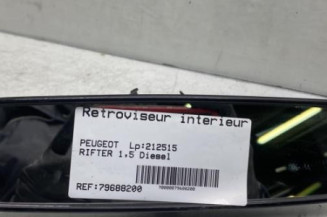 Retroviseur interieur
PEUGEOT Lp:212515
RIFTER 1.5 Diesel
REF:79688200